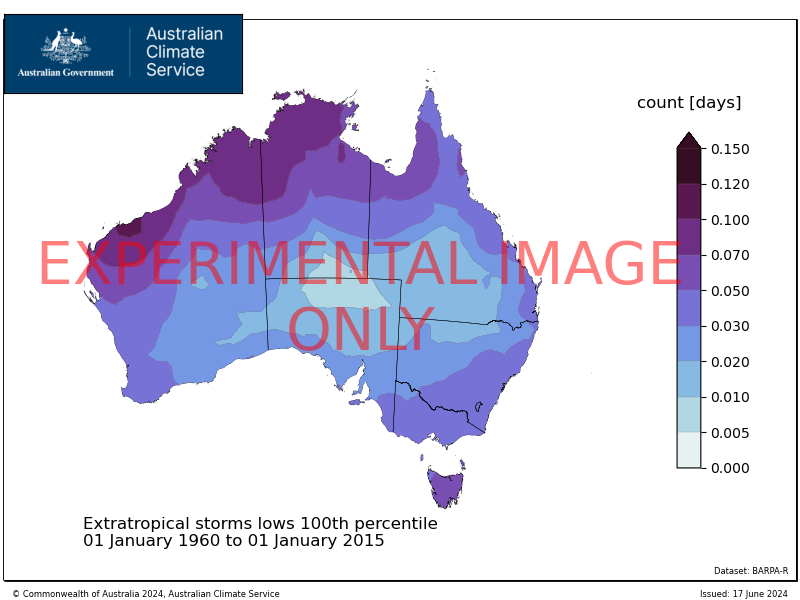 Australian Government
Australian
Climate
Service
count [days]
0.150
0.120
0.100
0.070
0.050
0.030
0.020
0.010
0.005
0.000
EXPERIMENTAL IMAGE
ONLY
Extratropical storms lows 100th percentile
01 January 1960 to 01 January 2015
Dataset: BARPA-R
© Commonwealth of Australia 2024, Australian Climate Service
Issued: 17 June 2024